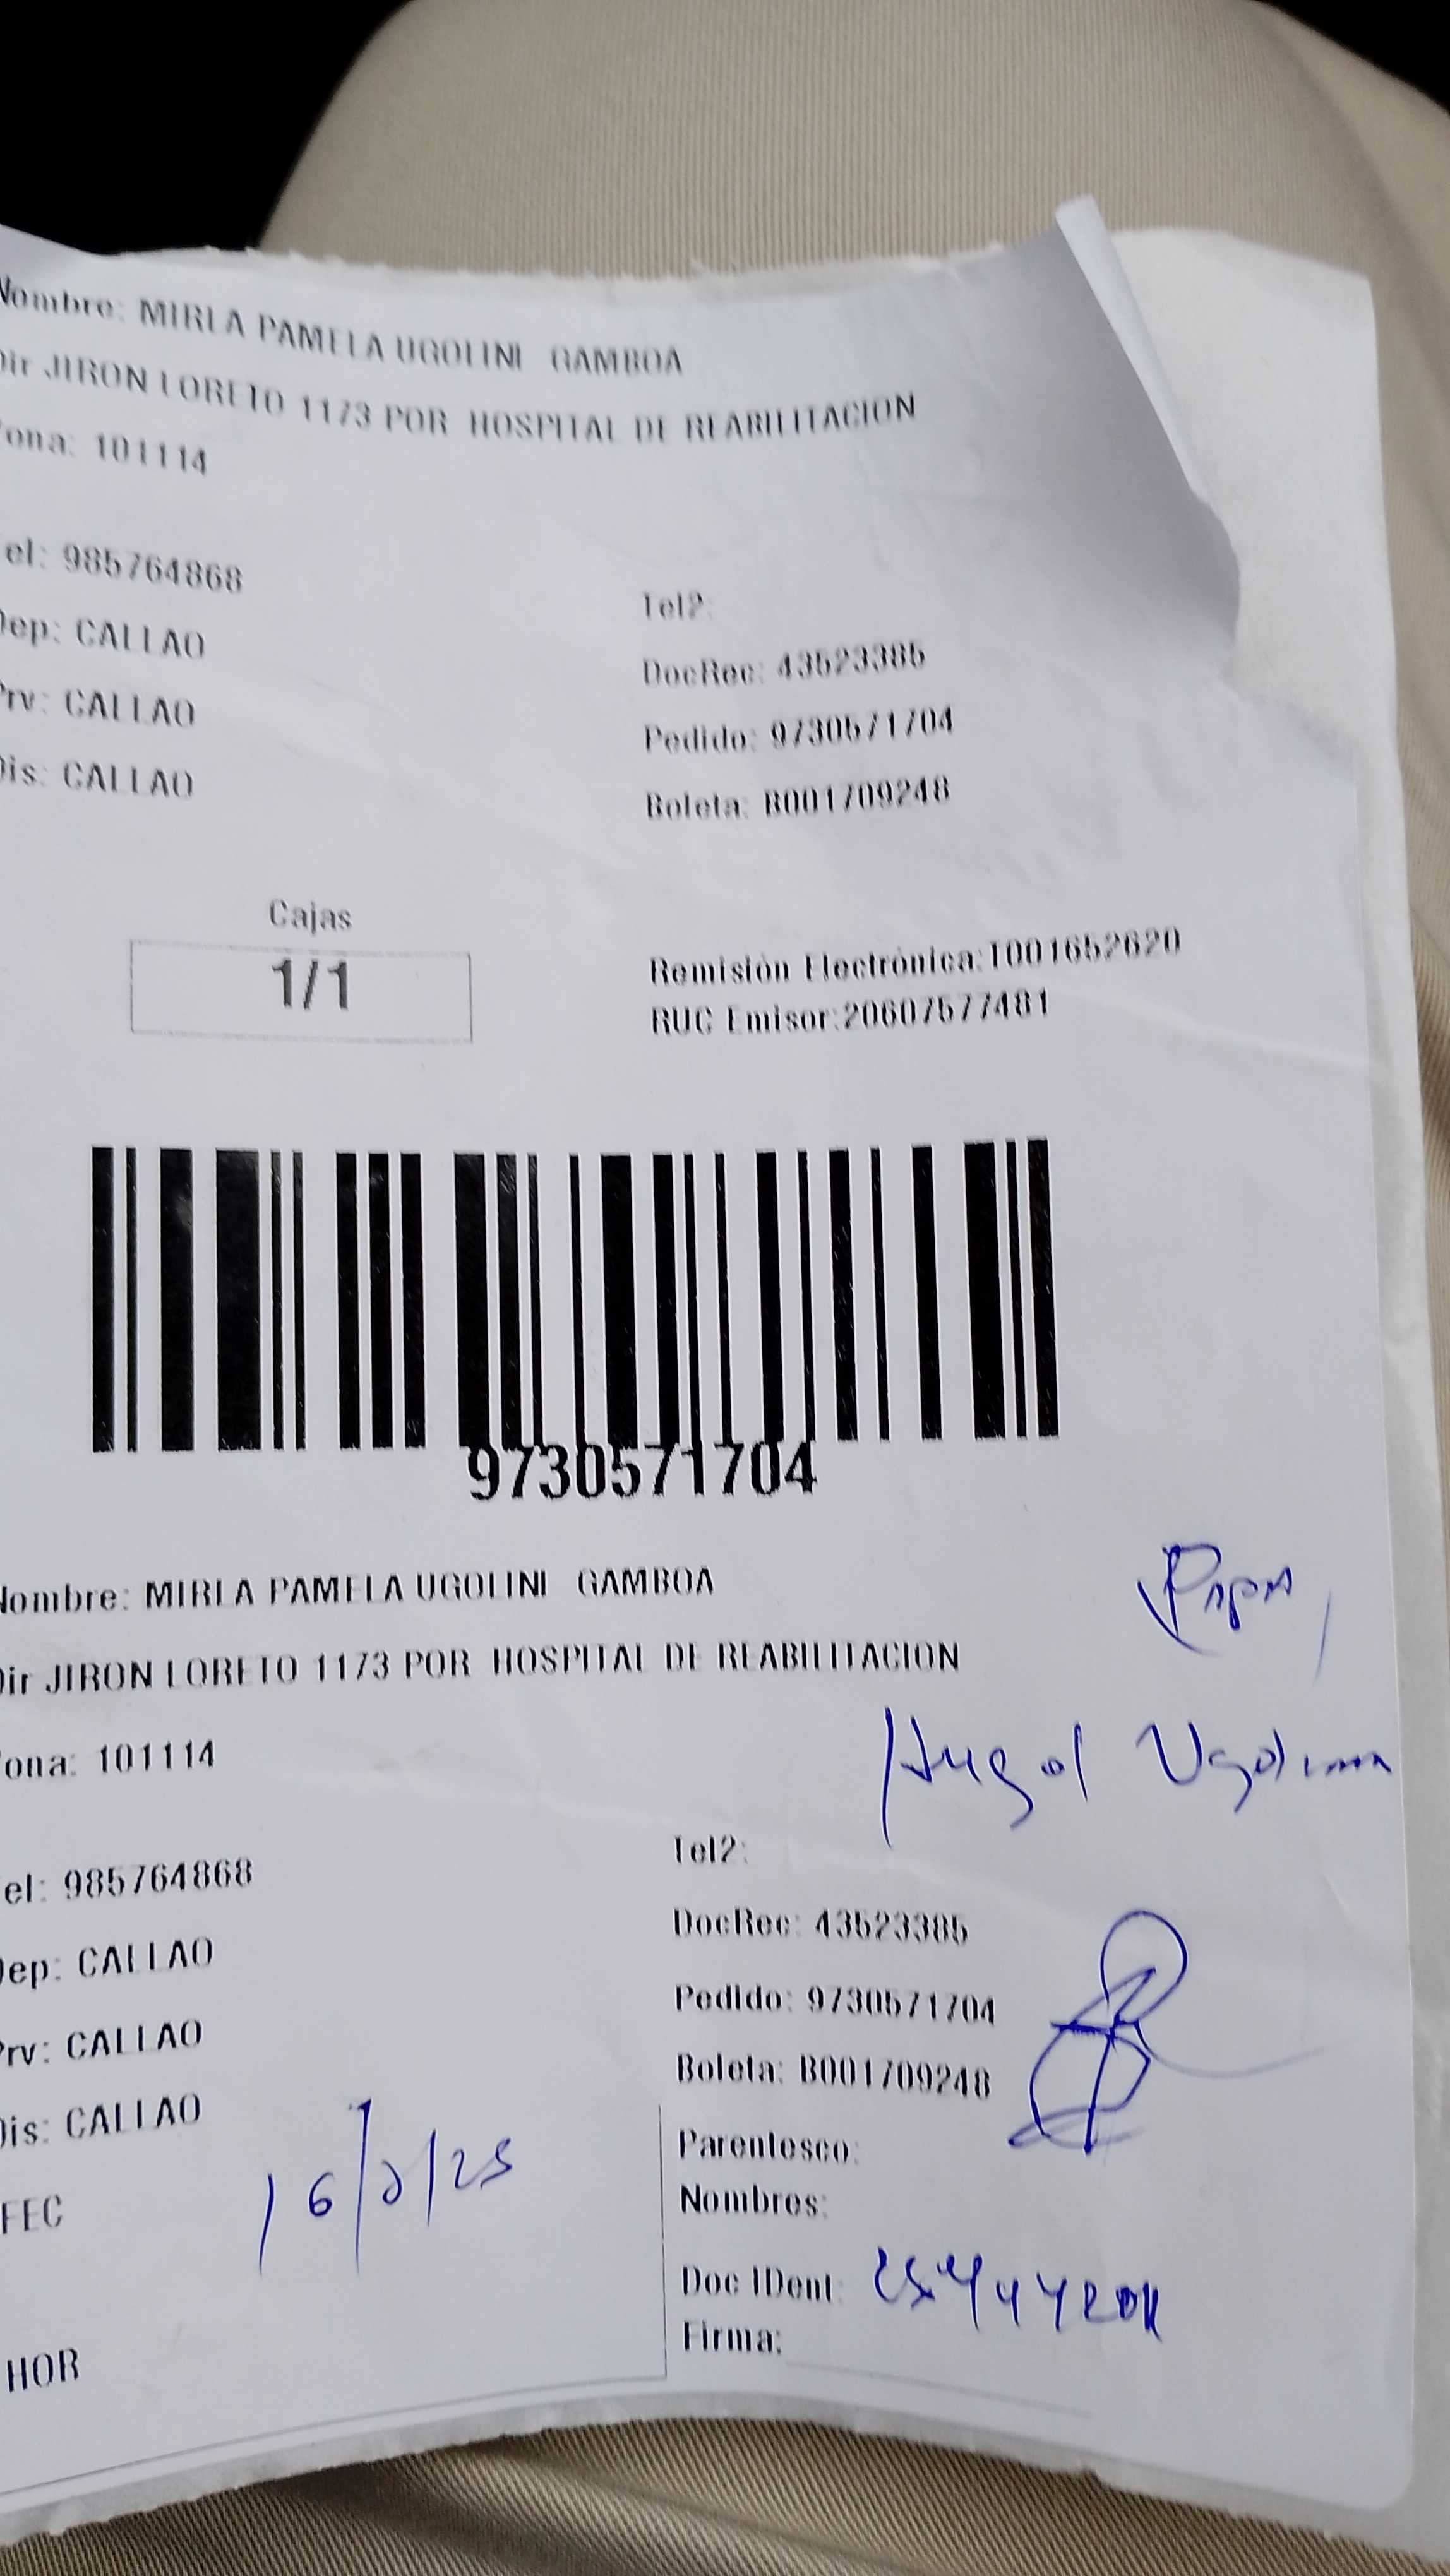 Nombre: MIRLA PAMELA UGOLINI GAMBOA
Dir JIRON LORETO 1173 POR HOSPITAL DE REABILITACION
Zona: 101114
Tel: 985764868
Tel2:
Dep: CALLAO
DocRec: 43523385
Prv: CALLAO
Pedido: 9730571704
Dis: CALLAO
Boleta: B001709248
Cajas
1/1
Remisión Electrónica:T001652620
RUC Emisor:20607577481
9730571704
Papa
Nombre: MIRLA PAMELA UGOLINI GAMBOA
Dir JIRON LORETO 1173 POR HOSPITAL DE REABILITACION
Zona: 101114
Tel: 985764868
Tel2:
Dep: CALLAO
DocRec: 43523385
Prv: CALLAO
Pedido: 9730571704
Dis: CALLAO
Boleta: B001709248
Parentesco:
FEC
Nombres:
Doc IDent:
Firma:
HOR